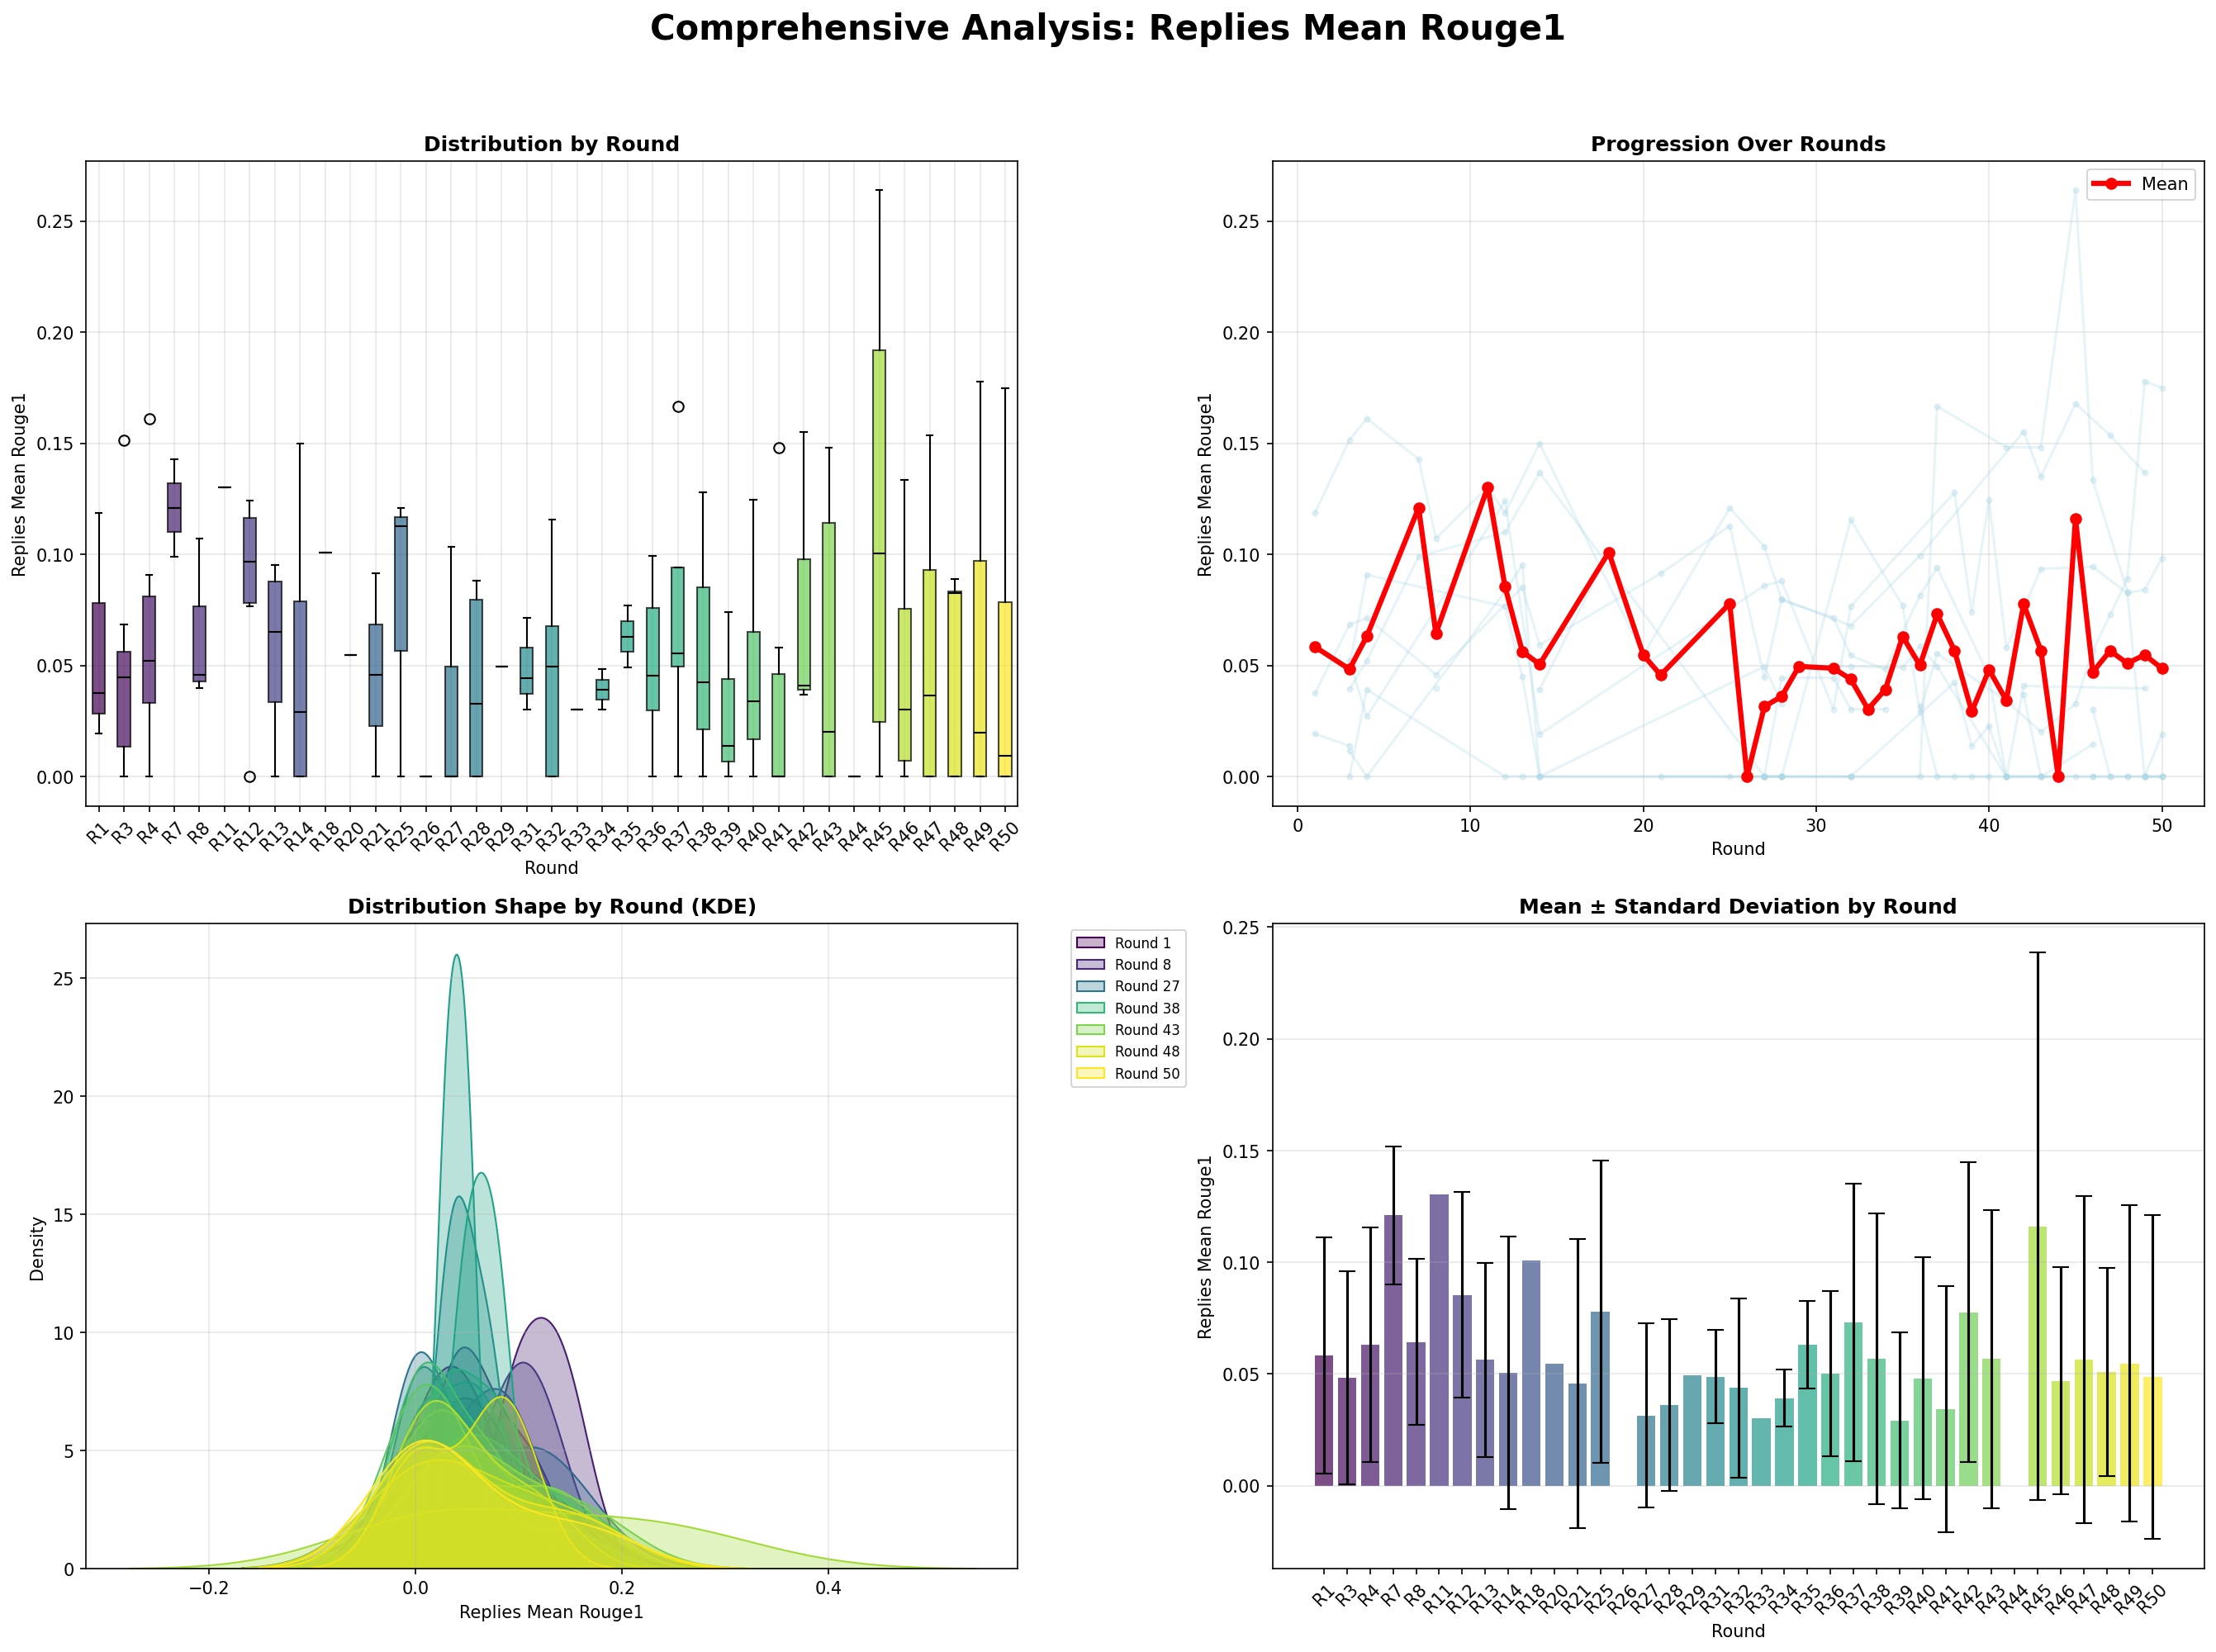 Comprehensive Analysis: Replies Mean Rouge1
Distribution by Round
Replies Mean Rouge1
0.25
0.20
0.15
0.10
0.05
0.00
R1 R3 R4 R7 R8 R11 R12 R13 R14 R18 R20 R21 R25 R26 R27 R28 R29 R31 R32 R33 R34 R35 R36 R37 R38 R39 R40 R41 R42 R43 R44 R45 R46 R47 R48 R49 R50
Round
Progression Over Rounds
Mean
Replies Mean Rouge1
0.25
0.20
0.15
0.10
0.05
0.00
0 10 20 30 40 50
Round
Distribution Shape by Round (KDE)
Density
25
20
15
10
5
0
−0.2 0.0 0.2 0.4
Replies Mean Rouge1
Round 1
Round 8
Round 27
Round 38
Round 43
Round 48
Round 50
Mean ± Standard Deviation by Round
Replies Mean Rouge1
0.25
0.20
0.15
0.10
0.05
0.00
R1 R3 R4 R7 R8 R11 R12 R13 R14 R18 R20 R21 R25 R26 R27 R28 R29 R31 R32 R33 R34 R35 R36 R37 R38 R39 R40 R41 R42 R43 R44 R45 R46 R47 R48 R49 R50
Round